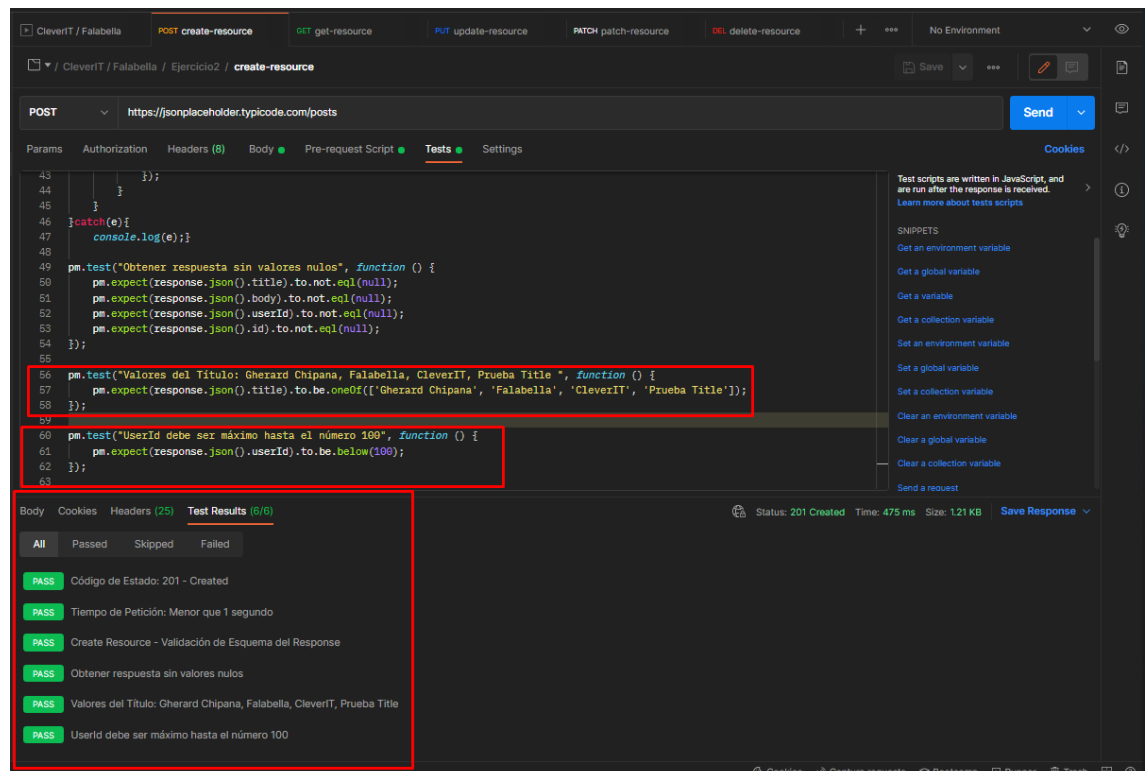 CleverIT / Falabella POST create-resource GET get-resource PUT update-resource PATCH patch-resource DEL delete-resource + ••• No Environment
/ CleverIT / Falabella / Ejercicio2 / create-resource Save •••
POST https://jsonplaceholder.typicode.com/posts Send
Params Authorization Headers (8) Body Pre-request Script Tests Settings Cookies
43 });
44 }
45 }
46 }catch(e){
47 console.log(e);}
48
49 pm.test("Obtener respuesta sin valores nulos", function () {
50 pm.expect(response.json().title).to.not.eql(null);
51 pm.expect(response.json().body).to.not.eql(null);
52 pm.expect(response.json().userId).to.not.eql(null);
53 pm.expect(response.json().id).to.not.eql(null);
54 });
55
56 pm.test("Valores del Título: Gherard Chipana, Falabella, CleverIT, Prueba Title ", function () {
57 pm.expect(response.json().title).to.be.oneOf(['Gherard Chipana', 'Falabella', 'CleverIT', 'Prueba Title']);
58 });
59
60 pm.test("UserId debe ser máximo hasta el número 100", function () {
61 pm.expect(response.json().userId).to.be.below(100);
62 });
63
Test scripts are written in JavaScript, and
are run after the response is received.
Learn more about tests scripts
SNIPPETS
Get an environment variable
Get a global variable
Get a variable
Get a collection variable
Set an environment variable
Set a global variable
Set a collection variable
Clear an environment variable
Clear a global variable
Clear a collection variable
Send a request
Body Cookies Headers (25) Test Results (6/6) Status: 201 Created Time: 475 ms Size: 1.21 KB Save Response
All Passed Skipped Failed
PASS Código de Estado: 201 - Created
PASS Tiempo de Petición: Menor que 1 segundo
PASS Create Resource - Validación de Esquema del Response
PASS Obtener respuesta sin valores nulos
PASS Valores del Título: Gherard Chipana, Falabella, CleverIT, Prueba Title
PASS UserId debe ser máximo hasta el número 100